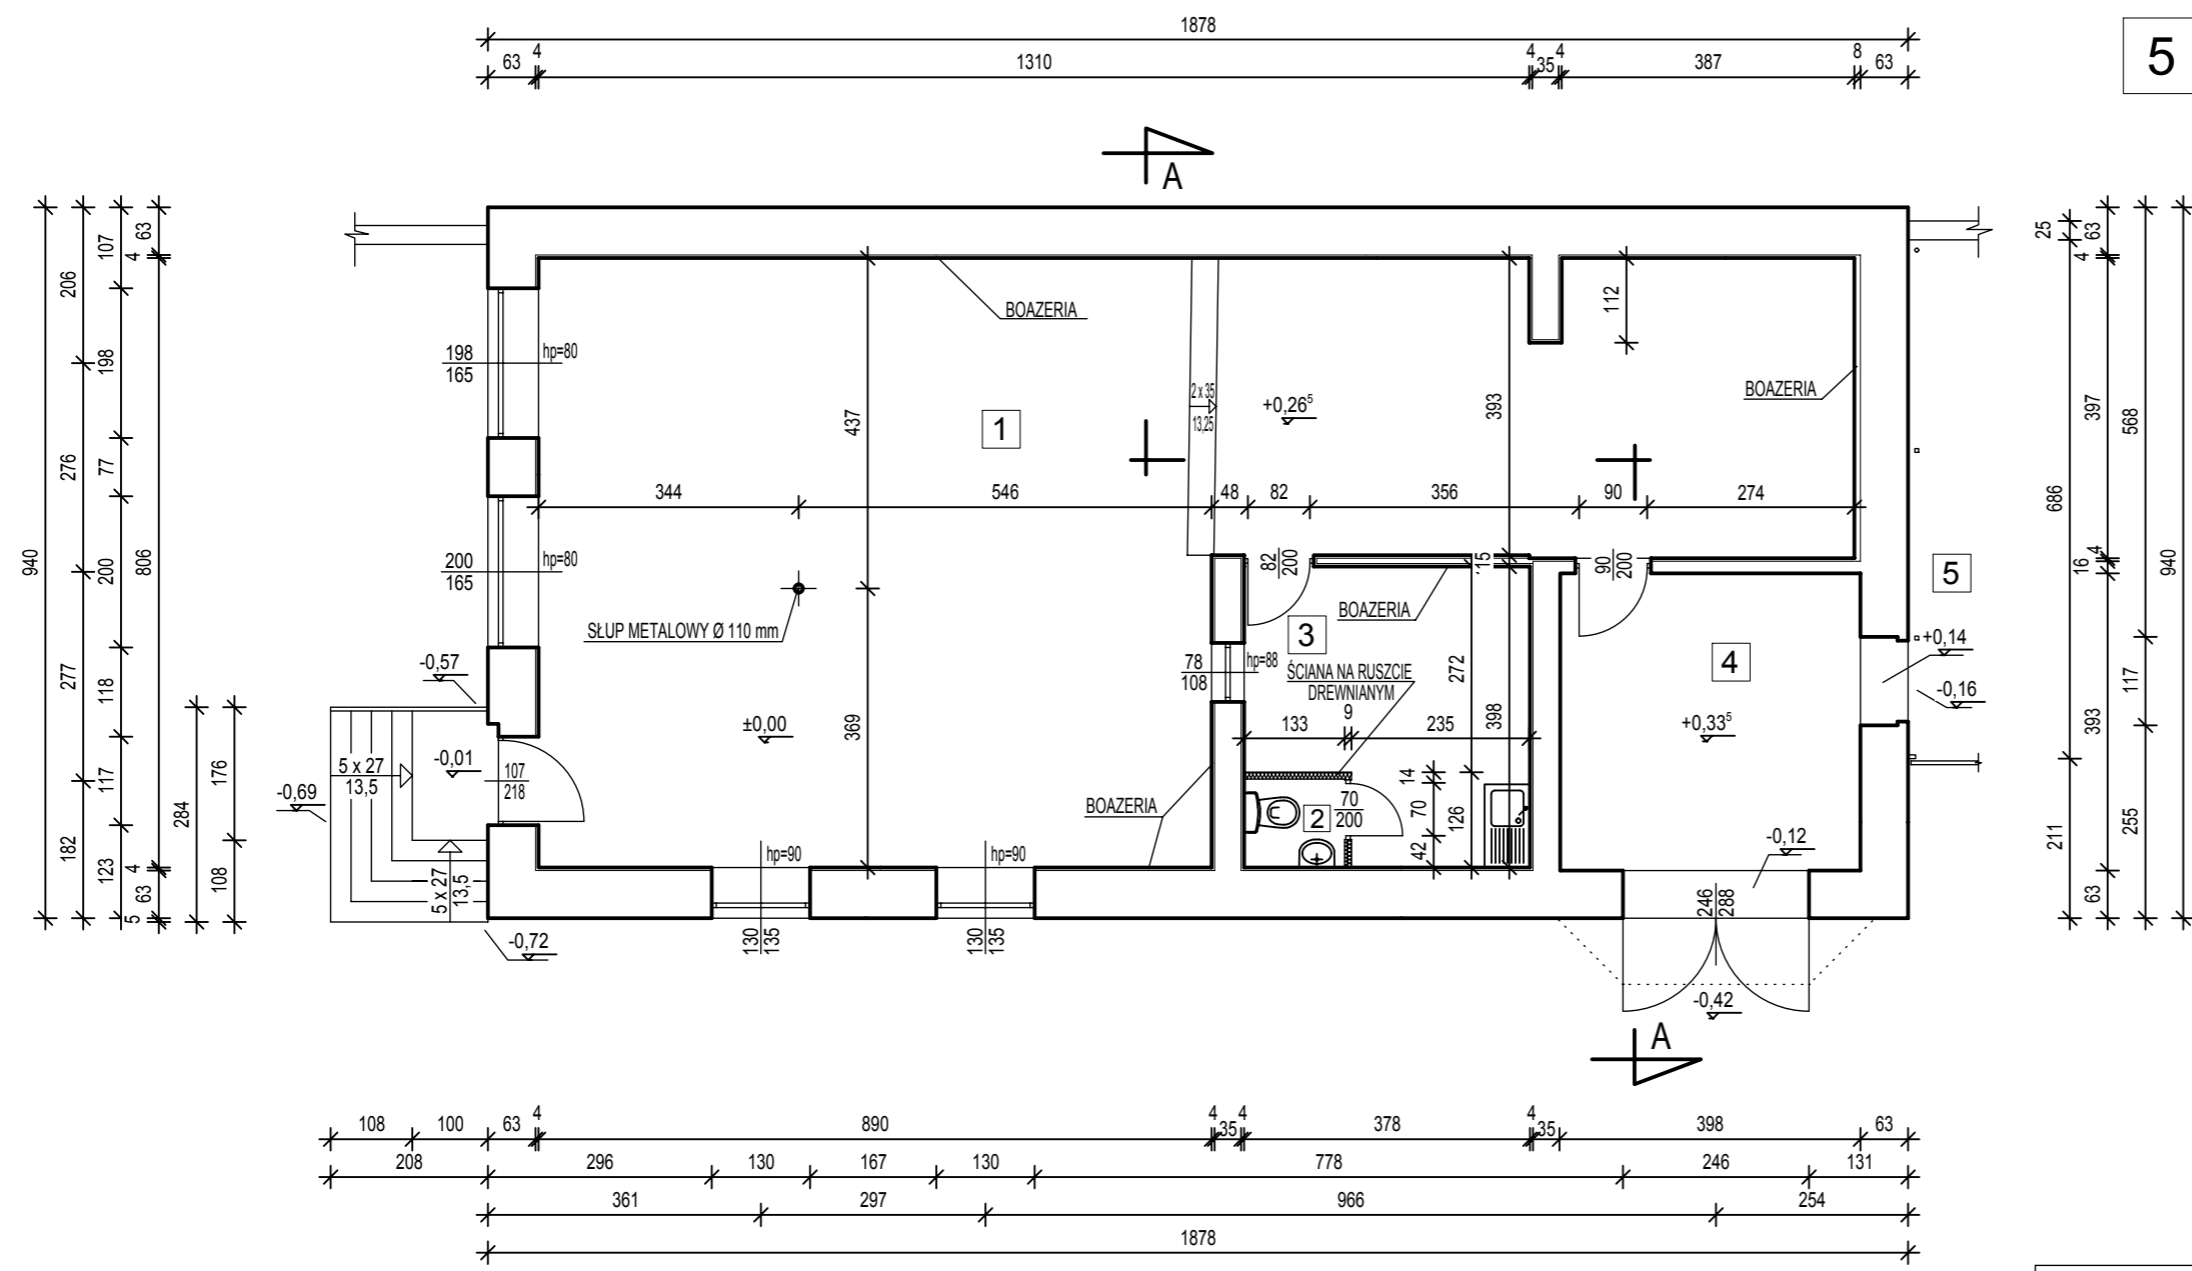 1878
63 4 1310 4 35 4 387 8 63
5
A
940
206 276 277 182
107 198 77 200 118 117 123
63 4 806 4 63 5
284
176 108
198
165
hp=80
200
165
hp=80
BOAZERIA
437
369
1
2 x 35
13,25
+0,26⁵
393
112
BOAZERIA
344 546 48 82 356 90 274
SŁUP METALOWY Ø 110 mm
82
200
15
90
200
BOAZERIA
3
78
108
hp=88
ŚCIANA NA RUSZCIE
DREWNIANYM
272
398
133 9 235
4
+0,33⁵
5
+0,14
-0,16
-0,57
±0,00
-0,01
5 x 27
13,5
-0,69
107
218
BOAZERIA
2
70
200
14
70
42
126
-0,12
5 x 27
13,5
-0,72
hp=90
130
135
hp=90
130
135
246
288
-0,42
A
25 686 211
63 4 397 4 16 393 63
568 117 255
940
108 100 63 4 890 4 35 4 378 4 35 398 63
208 296 130 167 130 778 246 131
361 297 966 254
1878